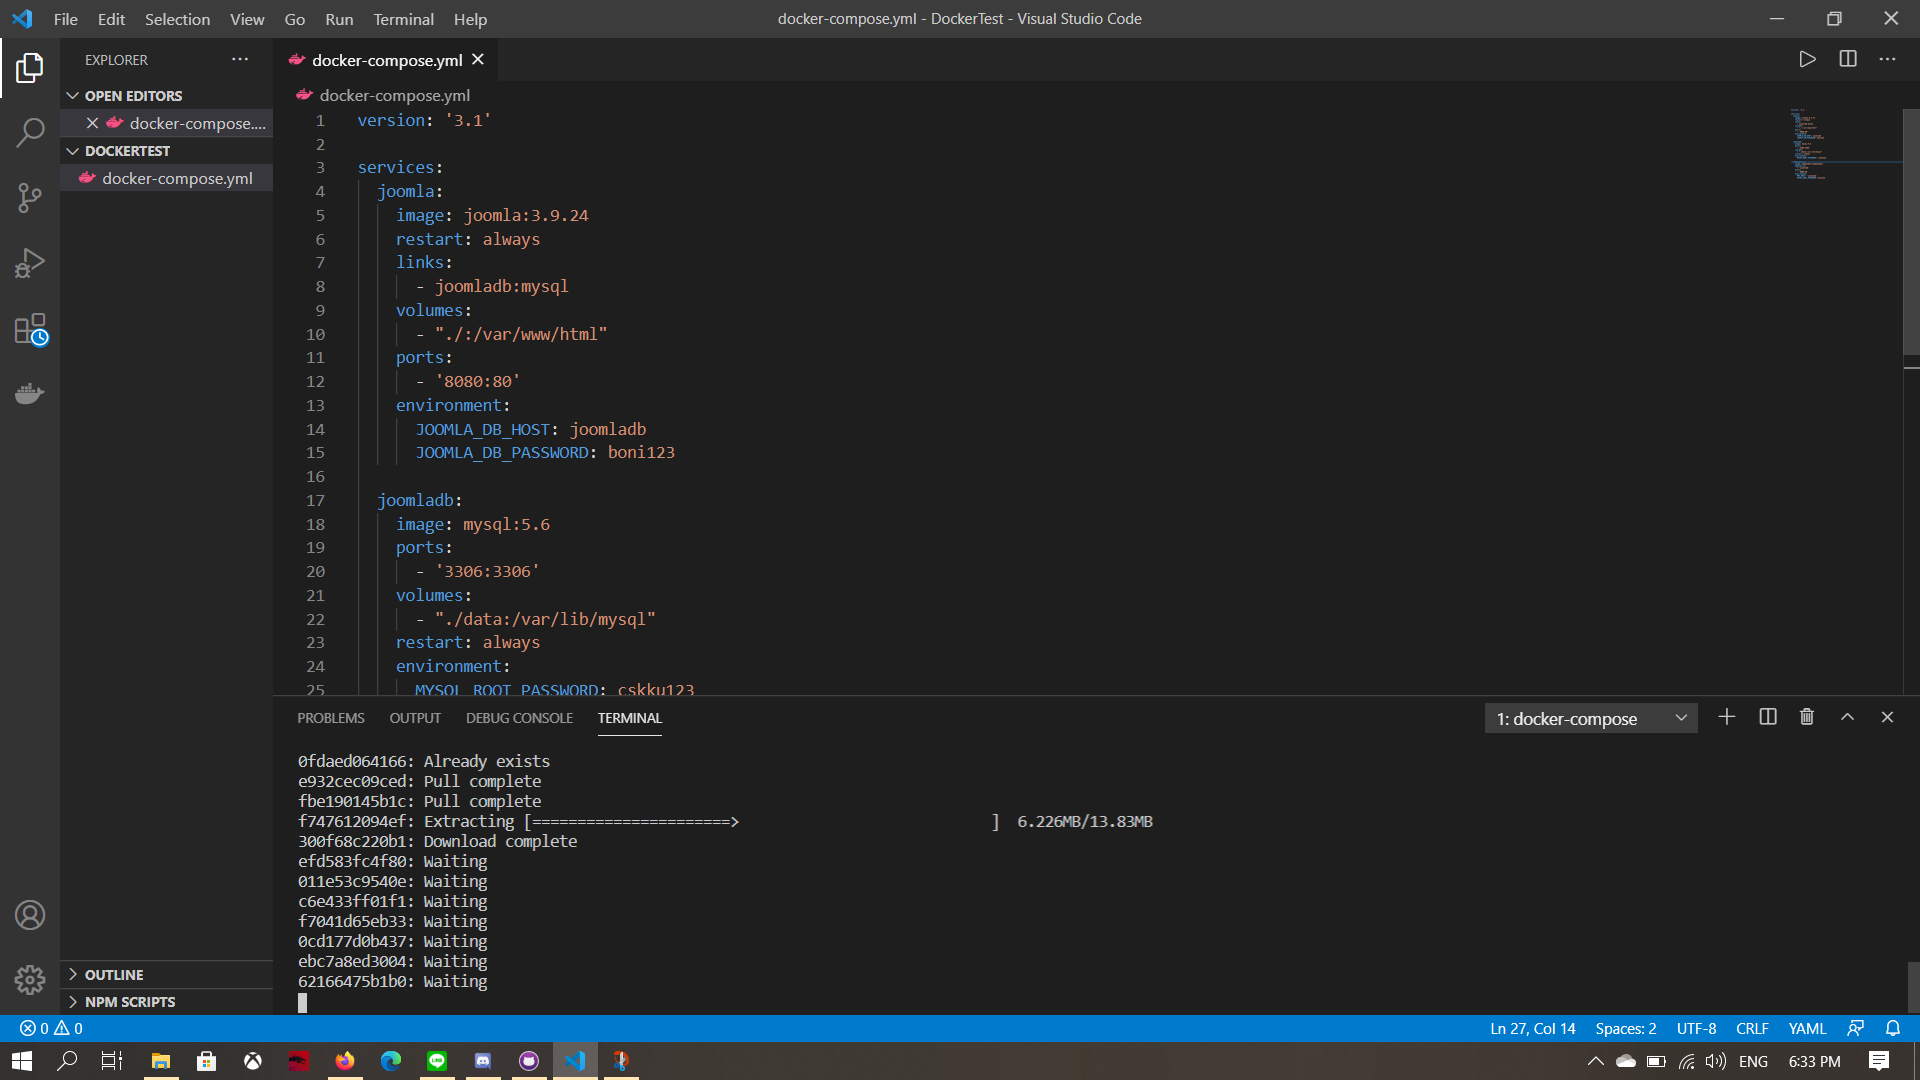 File Edit Selection View Go Run Terminal Help
docker-compose.yml - DockerTest - Visual Studio Code
EXPLORER
OPEN EDITORS
docker-compose....
DOCKERTEST
docker-compose.yml
OUTLINE
NPM SCRIPTS
docker-compose.yml
docker-compose.yml
1 version: '3.1'
2
3 services:
4 joomla:
5 image: joomla:3.9.24
6 restart: always
7 links:
8 - joomladb:mysql
9 volumes:
10 - "./:/var/www/html"
11 ports:
12 - '8080:80'
13 environment:
14 JOOMLA_DB_HOST: joomladb
15 JOOMLA_DB_PASSWORD: boni123
16
17 joomladb:
18 image: mysql:5.6
19 ports:
20 - '3306:3306'
21 volumes:
22 - "./data:/var/lib/mysql"
23 restart: always
24 environment:
25 MYSQL_ROOT_PASSWORD: cskku123
PROBLEMS OUTPUT DEBUG CONSOLE TERMINAL
1: docker-compose
0fdaed064166: Already exists
e932cec09ced: Pull complete
fbe190145b1c: Pull complete
f747612094ef: Extracting [======================> ] 6.226MB/13.83MB
300f68c220b1: Download complete
efd583fc4f80: Waiting
011e53c9540e: Waiting
c6e433ff01f1: Waiting
f7041d65eb33: Waiting
0cd177d0b437: Waiting
ebc7a8ed3004: Waiting
62166475b1b0: Waiting
0 0
Ln 27, Col 14 Spaces: 2 UTF-8 CRLF YAML
ENG 6:33 PM